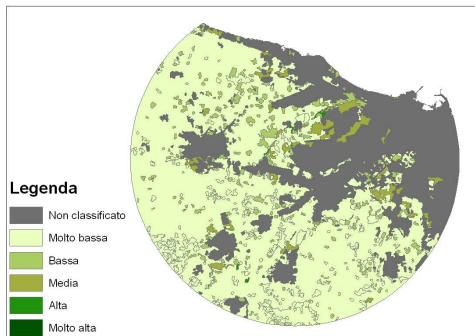 Legenda
Non classificato
Molto bassa
Bassa
Media
Alta
Molto alta